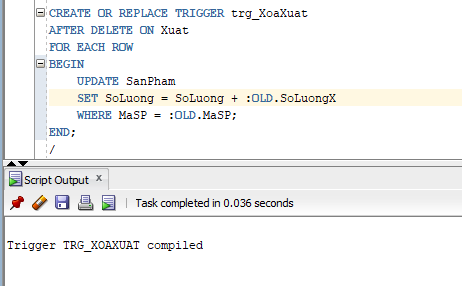 CREATE OR REPLACE TRIGGER trg_XoaXuat
AFTER DELETE ON Xuat
FOR EACH ROW
BEGIN
    UPDATE SanPham
    SET SoLuong = SoLuong + :OLD.SoLuongX
    WHERE MaSP = :OLD.MaSP;
END;
/
Script Output x
Task completed in 0.036 seconds
Trigger TRG_XOAXUAT compiled